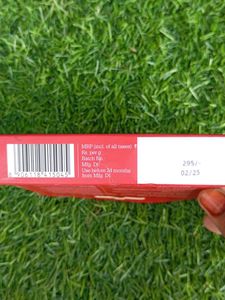 MRP (incl. of all taxes) ₹
Rs. per g
Batch No.
Mfg. Dt.
Use before 24 months
from Mfg. Dt.
295/-
02/25